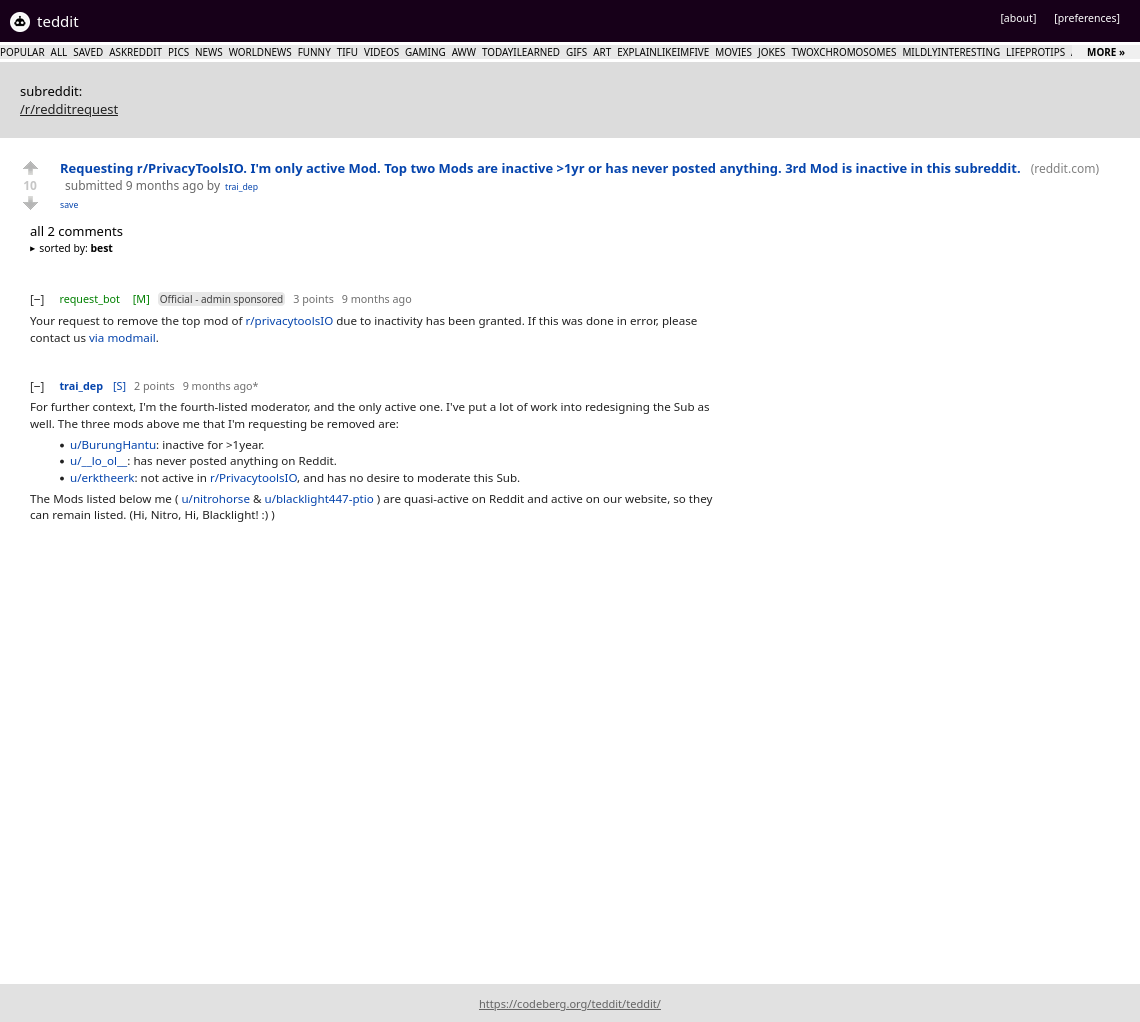 teddit
[about] [preferences]
POPULAR ALL SAVED ASKREDDIT PICS NEWS WORLDNEWS FUNNY TIFU VIDEOS GAMING AWW TODAYILEARNED GIFS ART EXPLAINLIKEIMFIVE MOVIES JOKES TWOXCHROMOSOMES MILDLYINTERESTING LIFEPROTIPS MORE »
subreddit:
/r/redditrequest
Requesting r/PrivacyToolsIO. I'm only active Mod. Top two Mods are inactive >1yr or has never posted anything. 3rd Mod is inactive in this subreddit. (reddit.com)
10 submitted 9 months ago by trai_dep
save
all 2 comments
▸ sorted by: best
[−] request_bot [M] Official - admin sponsored 3 points 9 months ago
Your request to remove the top mod of r/privacytoolsIO due to inactivity has been granted. If this was done in error, please
contact us via modmail.
[−] trai_dep [S] 2 points 9 months ago*
For further context, I'm the fourth-listed moderator, and the only active one. I've put a lot of work into redesigning the Sub as
well. The three mods above me that I'm requesting be removed are:
• u/BurungHantu: inactive for >1year.
• u/__lo_ol__: has never posted anything on Reddit.
• u/erktheerk: not active in r/PrivacytoolsIO, and has no desire to moderate this Sub.
The Mods listed below me ( u/nitrohorse & u/blacklight447-ptio ) are quasi-active on Reddit and active on our website, so they
can remain listed. (Hi, Nitro, Hi, Blacklight! :) )
https://codeberg.org/teddit/teddit/